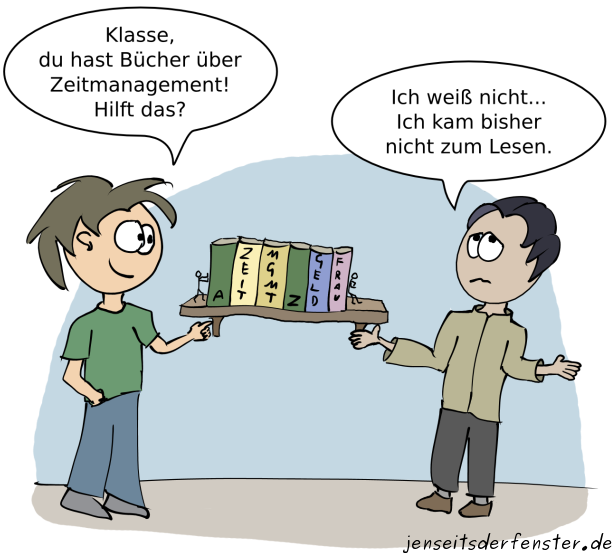 Klasse,
du hast Bücher über
Zeitmanagement!
Hilft das?
Ich weiß nicht...
Ich kam bisher
nicht zum Lesen.
A
ZEIT
MGMT
Z
GELD
FRAU
jenseitsderfenster.de